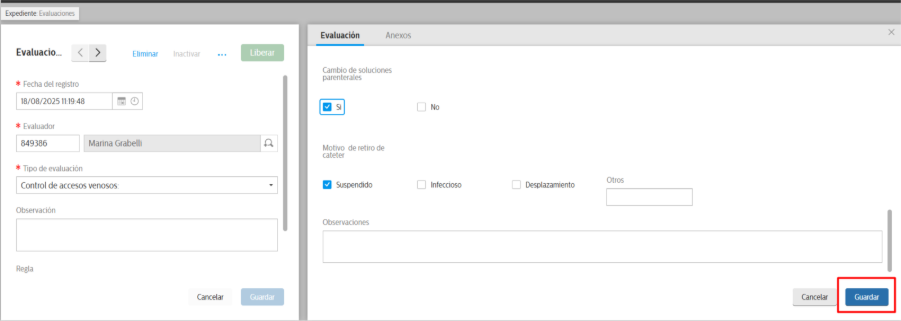 Expediente Evaluaciones
Evaluacio...
Eliminar
Inactivar
...
Liberar
* Fecha del registro
18/08/2025 11:19:48
* Evaluador
849386
Marina Grabelli
* Tipo de evaluación
Control de accesos venosos
Observación
Regla
Cancelar
Guardar
Evaluación
Anexos
Cambio de soluciones
parenterales
Si
No
Motivo de retiro de
cateter
Suspendido
Infeccioso
Desplazamiento
Otros
Observaciones
Cancelar
Guardar